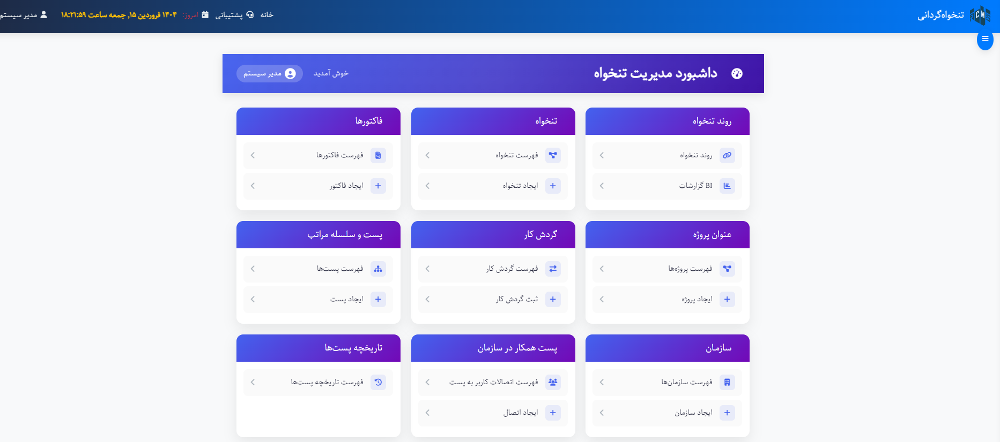 تنخواه‌گردانی
خانه
پشتیبانی
امروز:
۱۴۰۴ فروردین ۱۵, جمعه ساعت ۱۸:۲۱:۵۹
مدیر سیستم
داشبورد مدیریت تنخواه
خوش آمدید
مدیر سیستم
روند تنخواه
روند تنخواه
BI گزارشات
تنخواه
فهرست تنخواه
ایجاد تنخواه
فاکتورها
فهرست فاکتورها
ایجاد فاکتور
عنوان پروژه
فهرست پروژه‌ها
ایجاد پروژه
گردش کار
فهرست گردش کار
ثبت گردش کار
پست و سلسله مراتب
فهرست پست‌ها
ایجاد پست
سازمان
فهرست سازمان‌ها
ایجاد سازمان
پست همکار در سازمان
فهرست اتصالات کاربر به پست
ایجاد اتصال
تاریخچه پست‌ها
فهرست تاریخچه پست‌ها